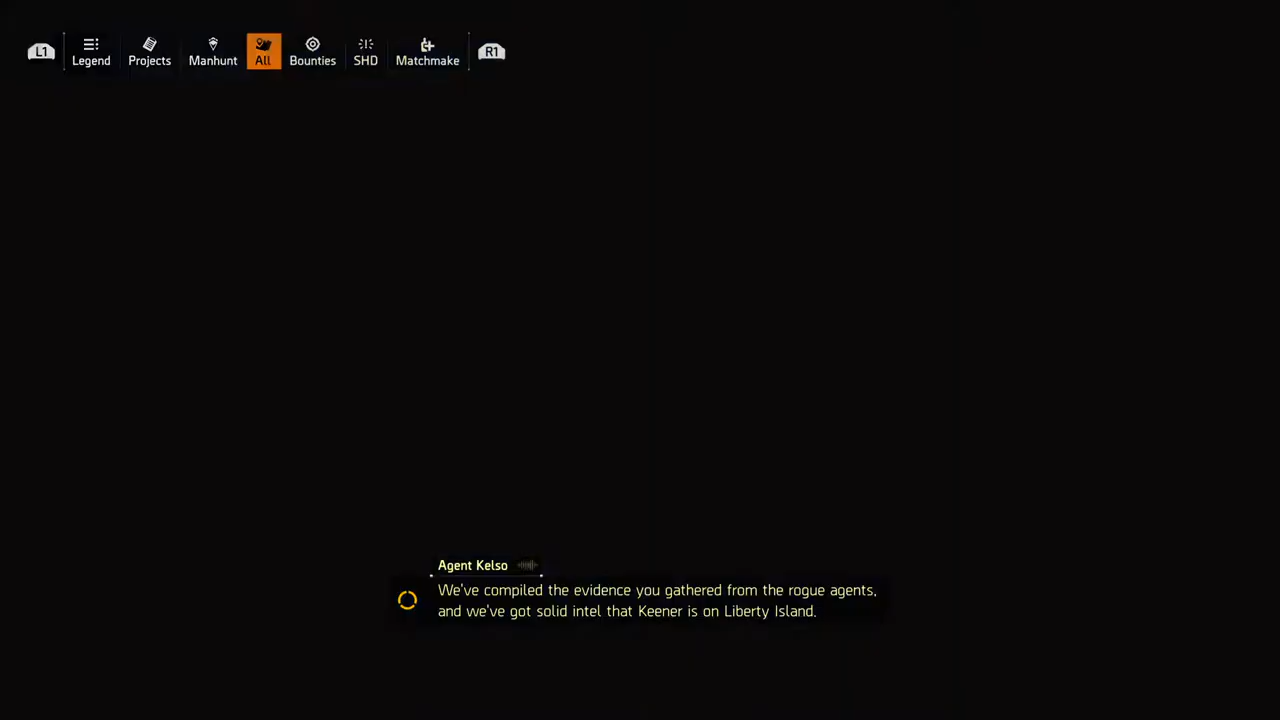 L1 Legend Projects Manhunt All Bounties SHD Matchmake R1
Agent Kelso
We've compiled the evidence you gathered from the rogue agents,
and we've got solid intel that Keener is on Liberty Island.